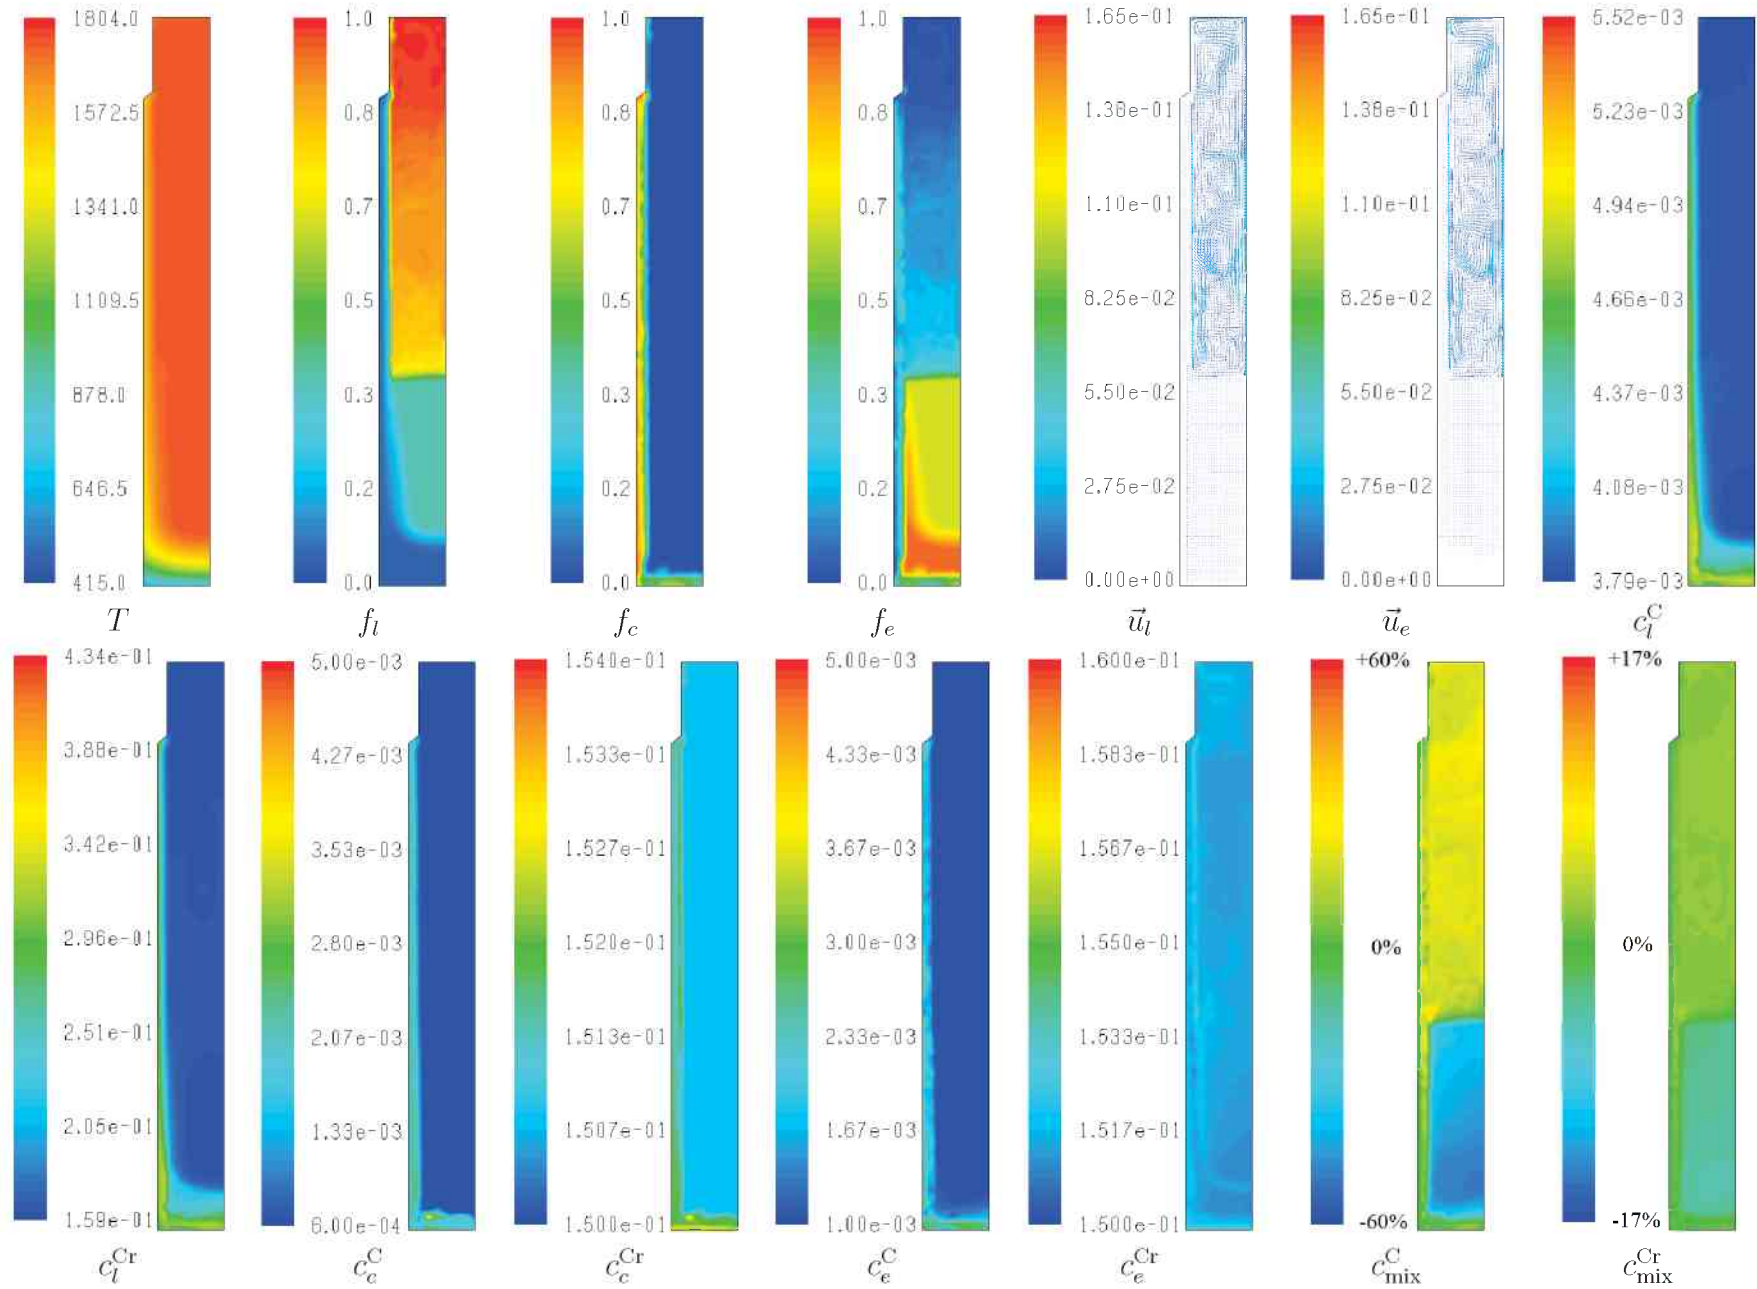 1804.0
1572.5
1341.0
1109.5
878.0
646.5
415.0
T
1.0
0.8
0.7
0.5
0.3
0.2
0.0
f_l
1.0
0.8
0.7
0.5
0.3
0.2
0.0
f_c
1.0
0.8
0.7
0.5
0.3
0.2
0.0
f_e
1.65e-01
1.38e-01
1.10e-01
8.25e-02
5.50e-02
2.75e-02
0.00e+00
\vec{u}_l
1.65e-01
1.38e-01
1.10e-01
8.25e-02
5.50e-02
2.75e-02
0.00e+00
\vec{u}_e
5.52e-03
5.23e-03
4.94e-03
4.66e-03
4.37e-03
4.08e-03
3.79e-03
c_l^C
4.34e-01
3.88e-01
3.42e-01
2.96e-01
2.51e-01
2.05e-01
1.59e-01
c_l^{Cr}
5.00e-03
4.27e-03
3.53e-03
2.80e-03
2.07e-03
1.33e-03
6.00e-04
c_c^C
1.540e-01
1.533e-01
1.527e-01
1.520e-01
1.513e-01
1.507e-01
1.500e-01
c_c^{Cr}
5.00e-03
4.33e-03
3.67e-03
3.00e-03
2.33e-03
1.67e-03
1.00e-03
c_e^C
1.600e-01
1.583e-01
1.567e-01
1.550e-01
1.533e-01
1.517e-01
1.500e-01
c_e^{Cr}
+60%
0%
-60%
c_{mix}^C
+17%
0%
-17%
c_{mix}^{Cr}